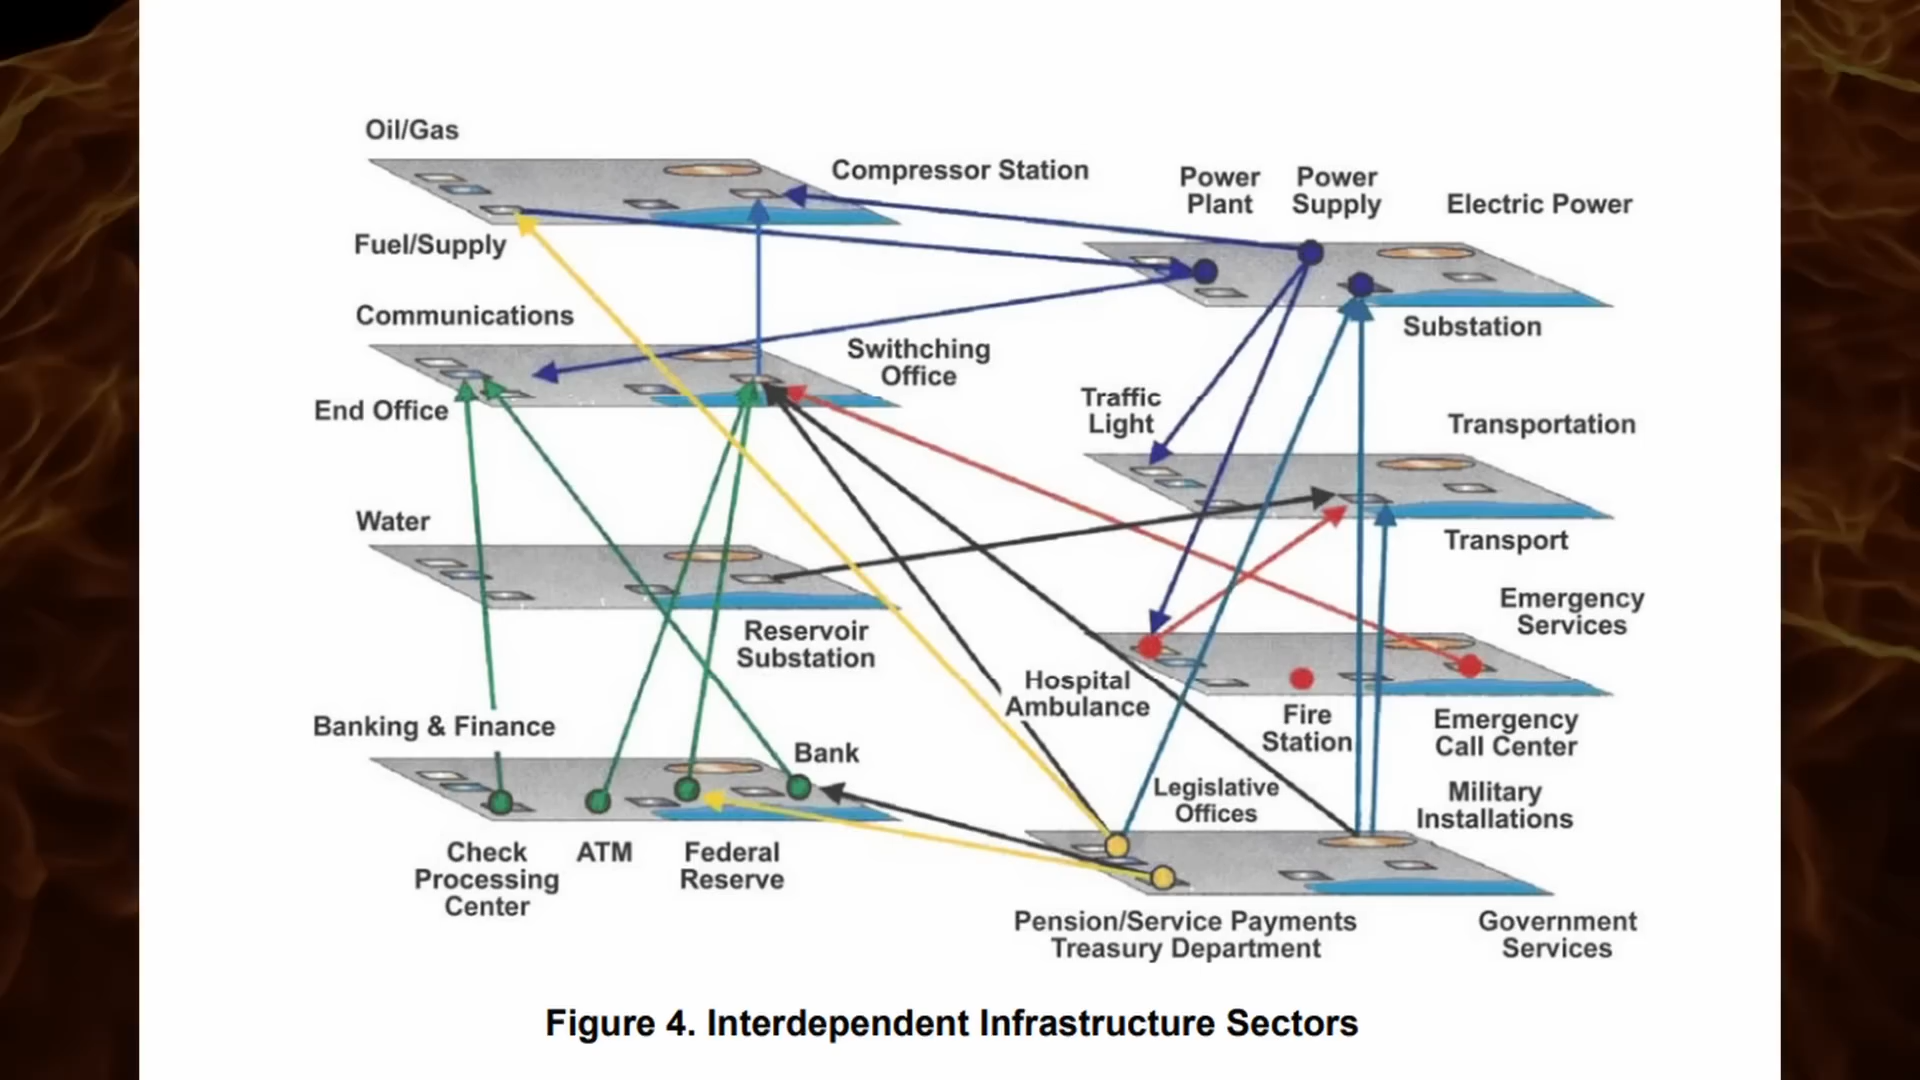 Oil/Gas
Compressor Station
Power
Plant
Power
Supply
Electric Power
Fuel/Supply
Communications
Substation
Swithching
Office
End Office
Traffic
Light
Transportation
Water
Transport
Reservoir
Substation
Emergency
Services
Hospital
Ambulance
Fire
Station
Emergency
Call Center
Banking & Finance
Bank
Legislative
Offices
Military
Installations
Check
Processing
Center
ATM
Federal
Reserve
Pension/Service Payments
Treasury Department
Government
Services
Figure 4. Interdependent Infrastructure Sectors